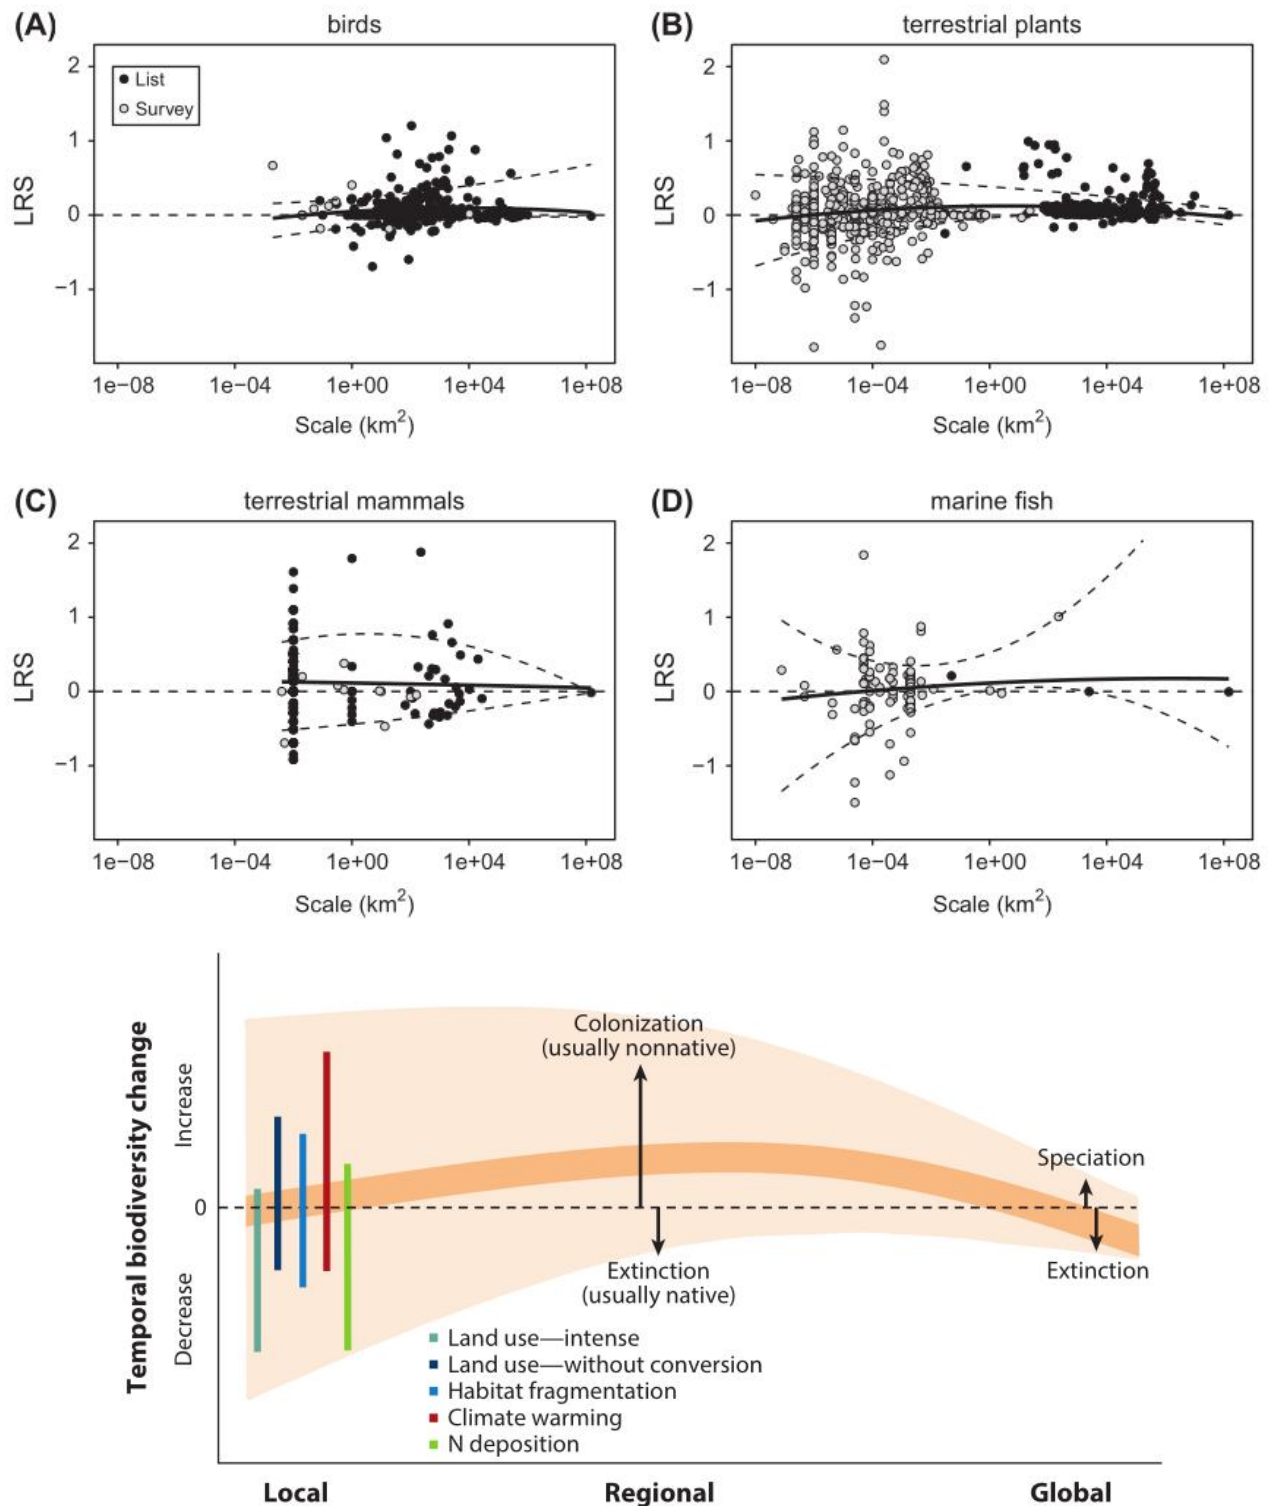 (A)
birds
2
1
0
−1
LRS
List
Survey
1e−08
1e−04
1e+00
1e+04
1e+08
Scale (km²)
(B)
terrestrial plants
2
1
0
−1
LRS
1e−08
1e−04
1e+00
1e+04
1e+08
Scale (km²)
(C)
terrestrial mammals
2
1
0
−1
LRS
1e−08
1e−04
1e+00
1e+04
1e+08
Scale (km²)
(D)
marine fish
2
1
0
−1
LRS
1e−08
1e−04
1e+00
1e+04
1e+08
Scale (km²)
Temporal biodiversity change
Increase
0
Decrease
Colonization
(usually nonnative)
Extinction
(usually native)
Speciation
Extinction
Land use—intense
Land use—without conversion
Habitat fragmentation
Climate warming
N deposition
Local
Regional
Global